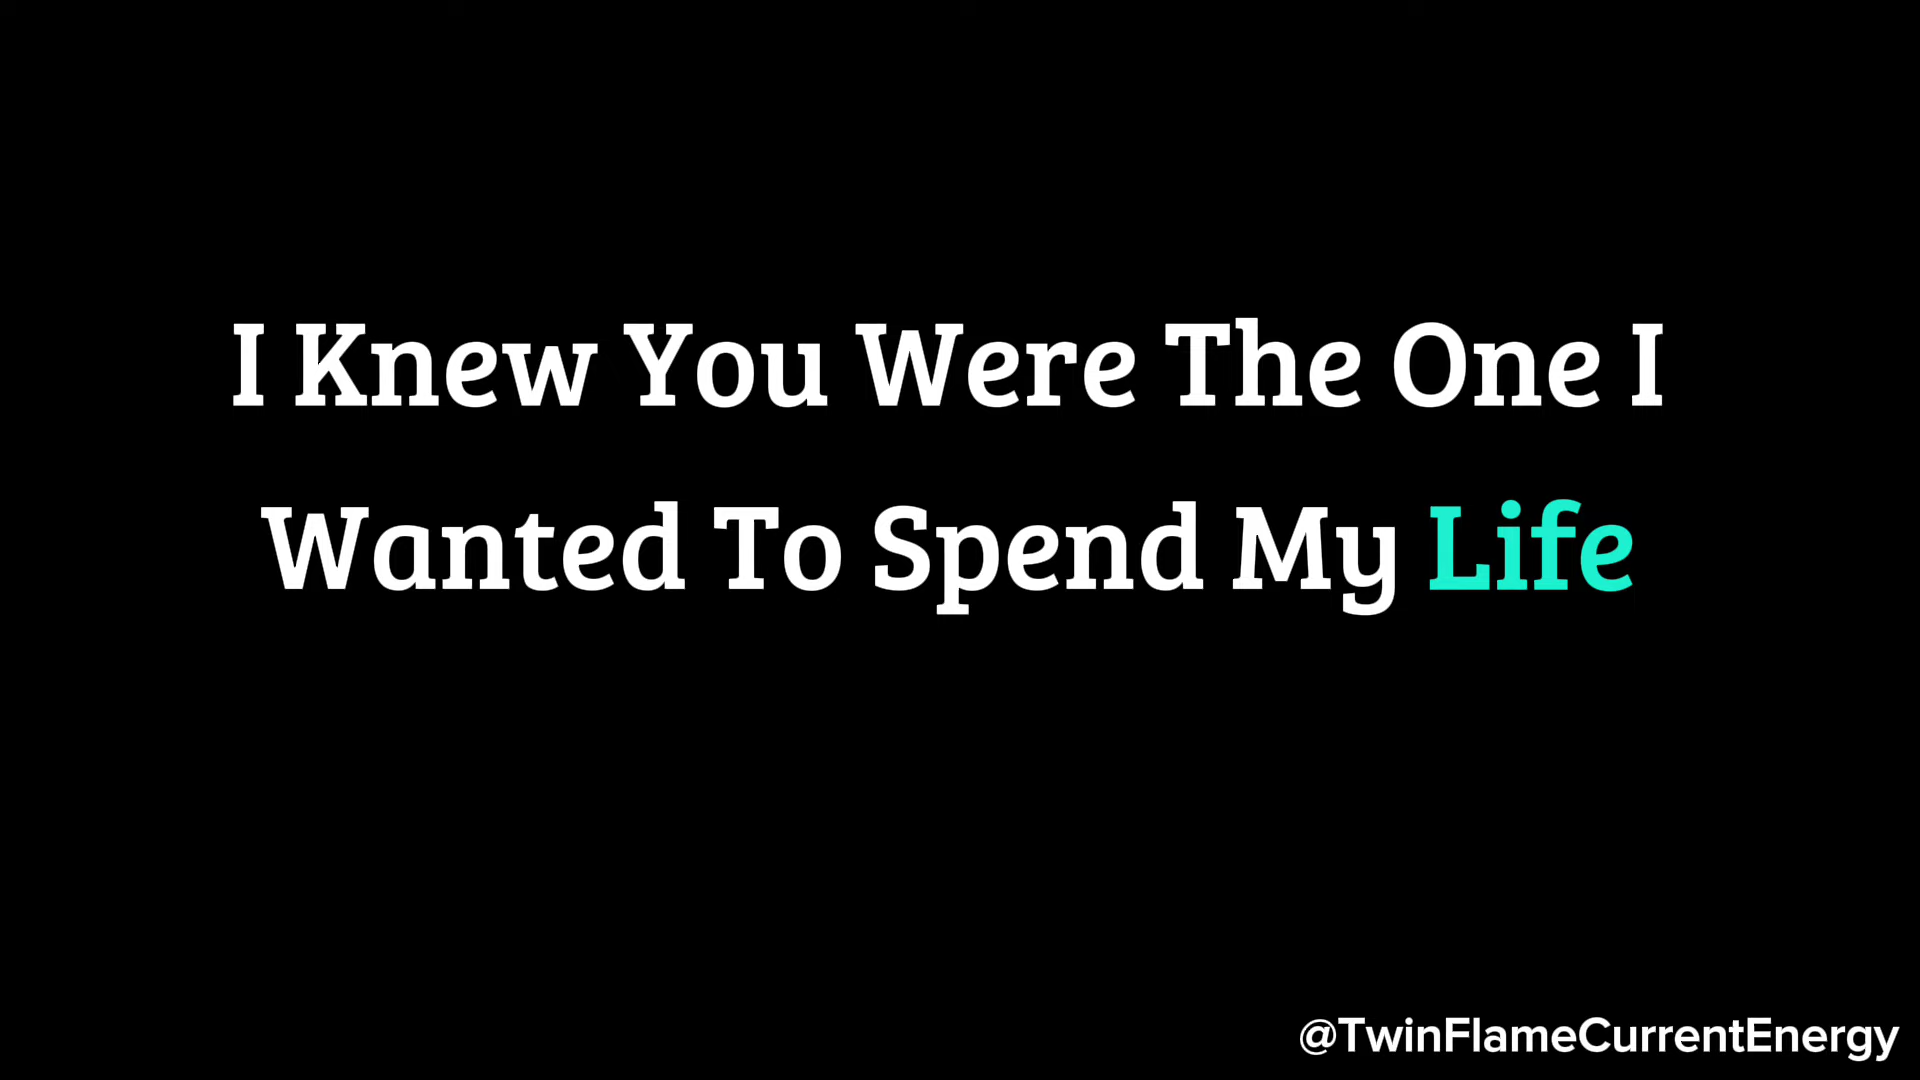 I Knew You Were The One I
Wanted To Spend My Life
@TwinFlameCurrentEnergy